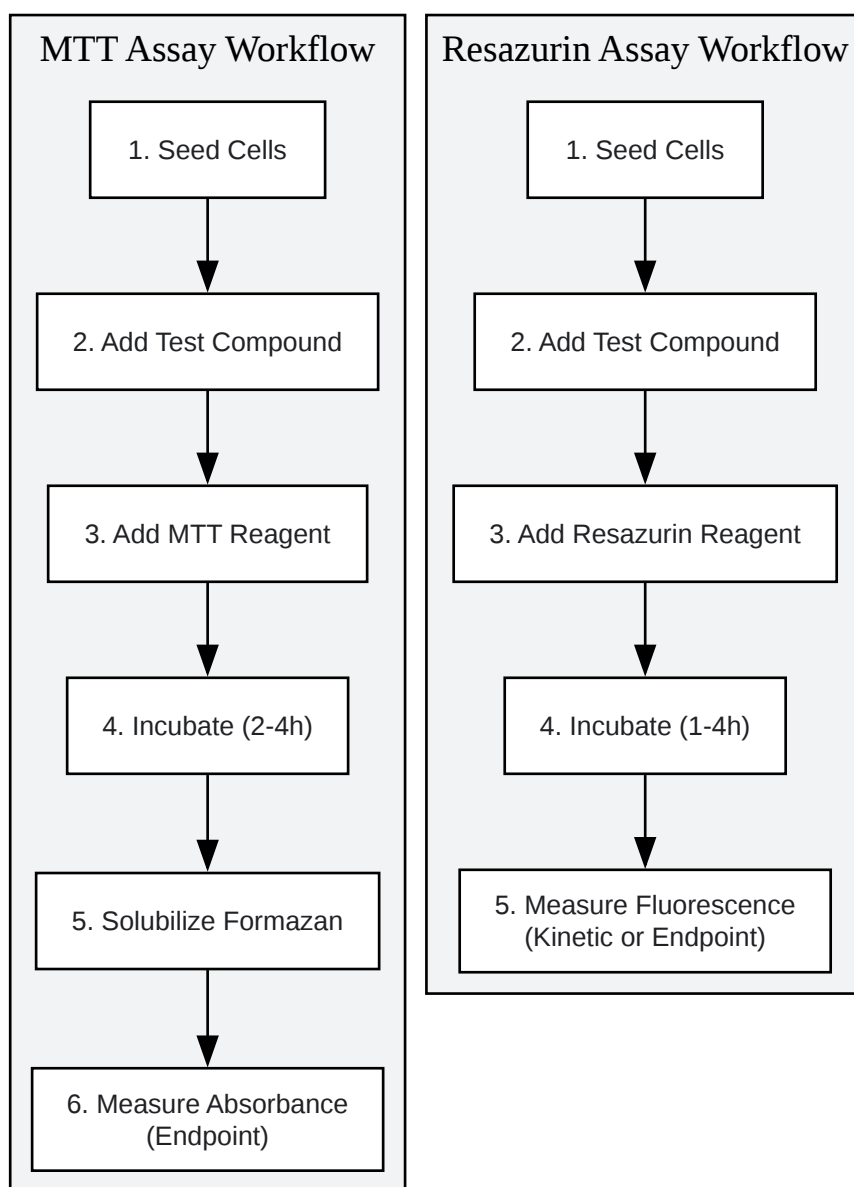 MTT Assay Workflow
1. Seed Cells
2. Add Test Compound
3. Add MTT Reagent
4. Incubate (2-4h)
5. Solubilize Formazan
6. Measure Absorbance
(Endpoint)
Resazurin Assay Workflow
1. Seed Cells
2. Add Test Compound
3. Add Resazurin Reagent
4. Incubate (1-4h)
5. Measure Fluorescence
(Kinetic or Endpoint)